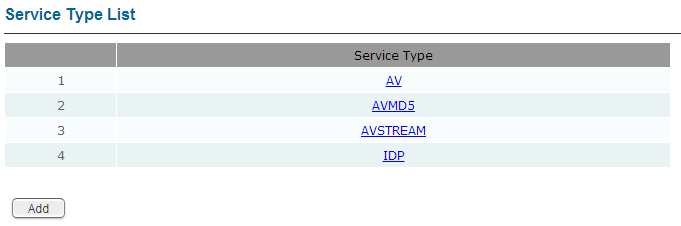 Service Type List
Service Type
1 AV
2 AVMD5
3 AVSTREAM
4 IDP
Add